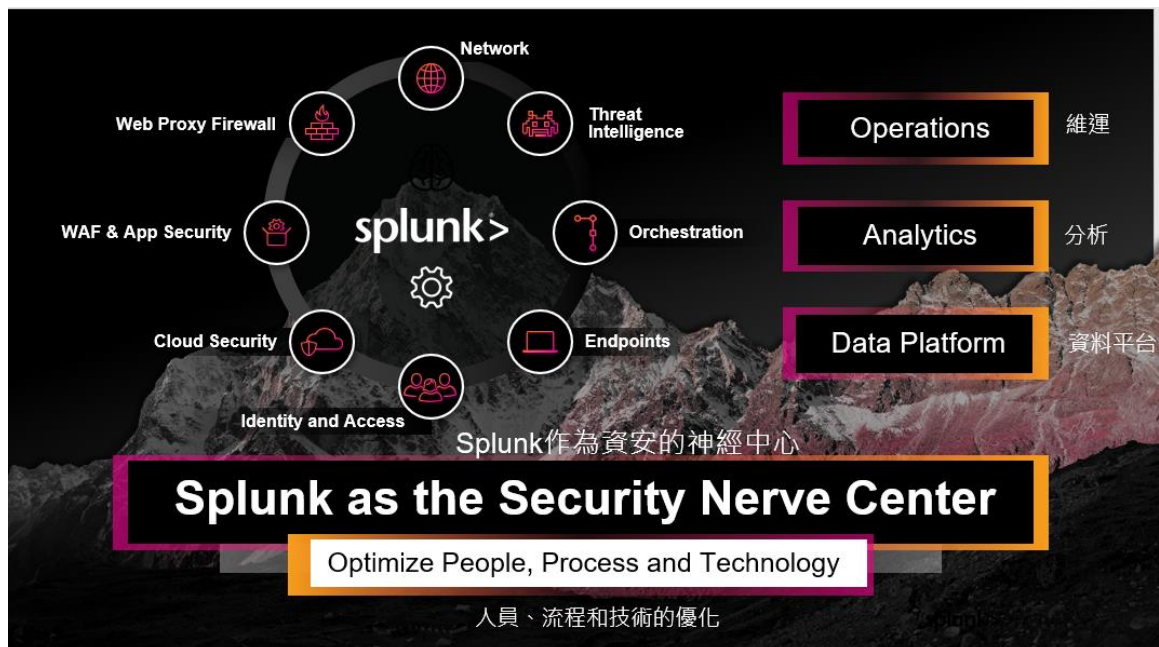 Network
Web Proxy Firewall
Threat
Intelligence
WAF & App Security
splunk>
Orchestration
Cloud Security
Endpoints
Identity and Access
Operations
維運
Analytics
分析
Data Platform
資料平台
Splunk作為資安的神經中心
Splunk as the Security Nerve Center
Optimize People, Process and Technology
人員、流程和技術的優化